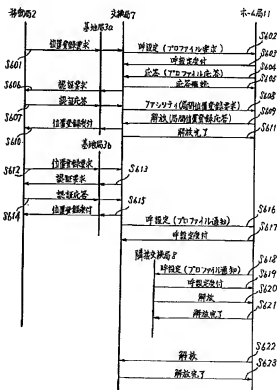 移動局2
基地局3a
交換局7
ホーム局11
S601
位置登録要求
呼設定(プロファイル要求)
S602
呼設定受付
S603
応答(プロファイル応答)
S604
S605
S606
認証要求
応答確認
S607
認証応答
ファシリティ(局間位置登録要求)
S608
解放(局間位置登録応答)
S609
S610
位置登録受付
解放完了
S611
基地局3b
S612
位置登録要求
認証要求
S613
認証応答
S614
位置登録受付
S615
呼設定(プロファイル通知)
S616
呼設定受付
S617
隣接交換局8
呼設定(プロファイル通知)
S618
呼設定受付
S619
解放
S620
解放完了
S621
解放
S622
解放完了
S623